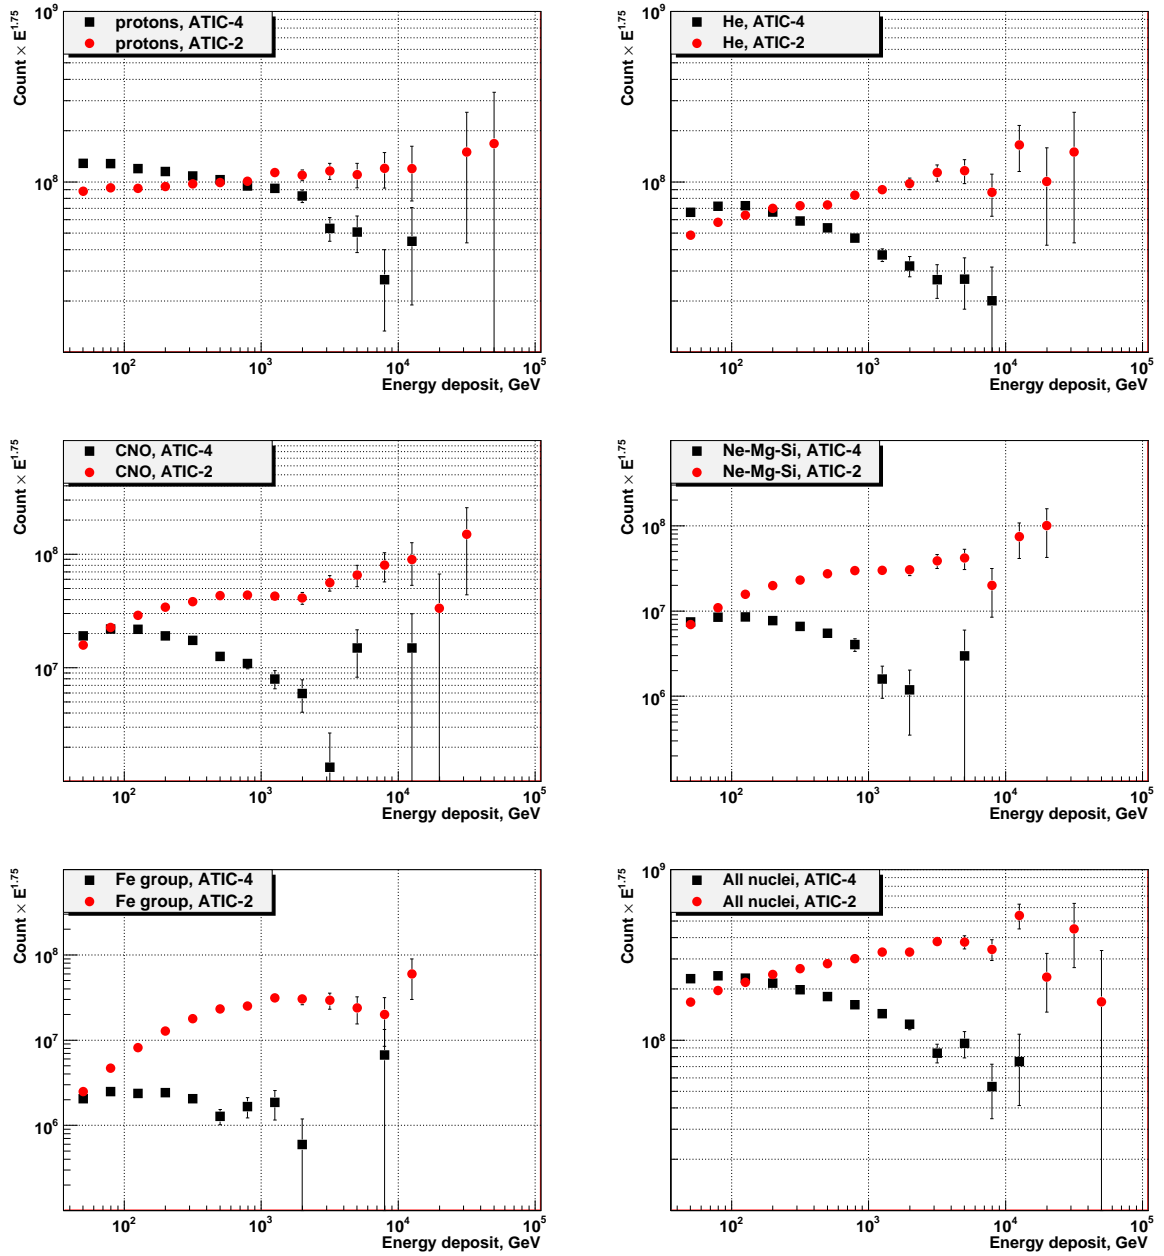 protons, ATIC-4
protons, ATIC-2
Count × E^1.75
10^9
10^8
10^2 10^3 10^4 10^5
Energy deposit, GeV
He, ATIC-4
He, ATIC-2
Count × E^1.75
10^9
10^8
10^2 10^3 10^4 10^5
Energy deposit, GeV
CNO, ATIC-4
CNO, ATIC-2
Count × E^1.75
10^8
10^7
10^2 10^3 10^4 10^5
Energy deposit, GeV
Ne-Mg-Si, ATIC-4
Ne-Mg-Si, ATIC-2
Count × E^1.75
10^8
10^7
10^6
10^2 10^3 10^4 10^5
Energy deposit, GeV
Fe group, ATIC-4
Fe group, ATIC-2
Count × E^1.75
10^8
10^7
10^6
10^2 10^3 10^4 10^5
Energy deposit, GeV
All nuclei, ATIC-4
All nuclei, ATIC-2
Count × E^1.75
10^9
10^8
10^2 10^3 10^4 10^5
Energy deposit, GeV